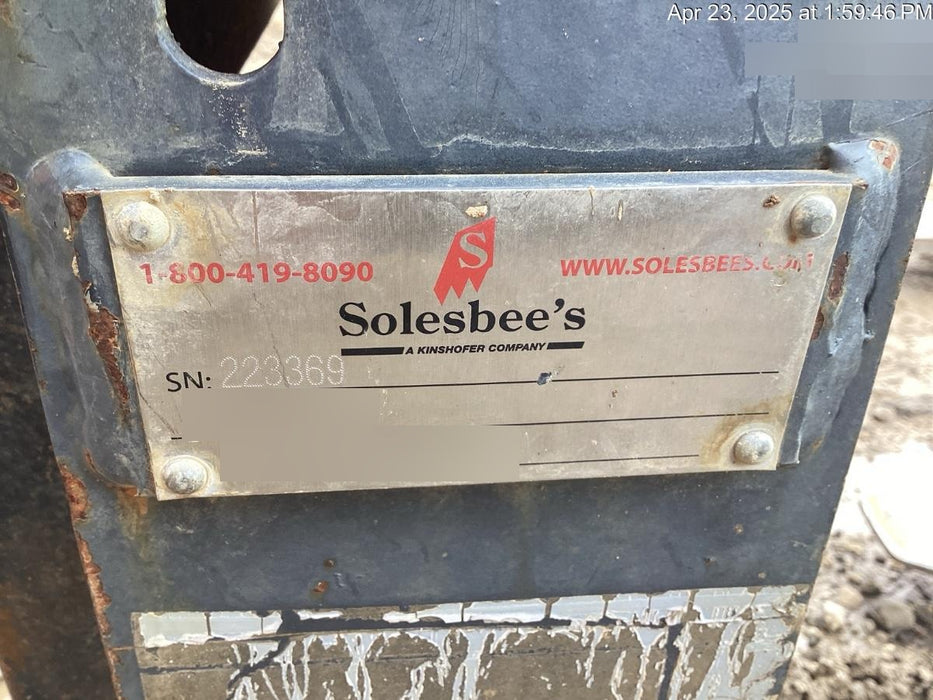 Apr 23, 2025 at 1:59:46 PM
S
1-800-419-8090
WWW.SOLESBEES.COM
Solesbee's
A KINSHOFER COMPANY
SN: 223369